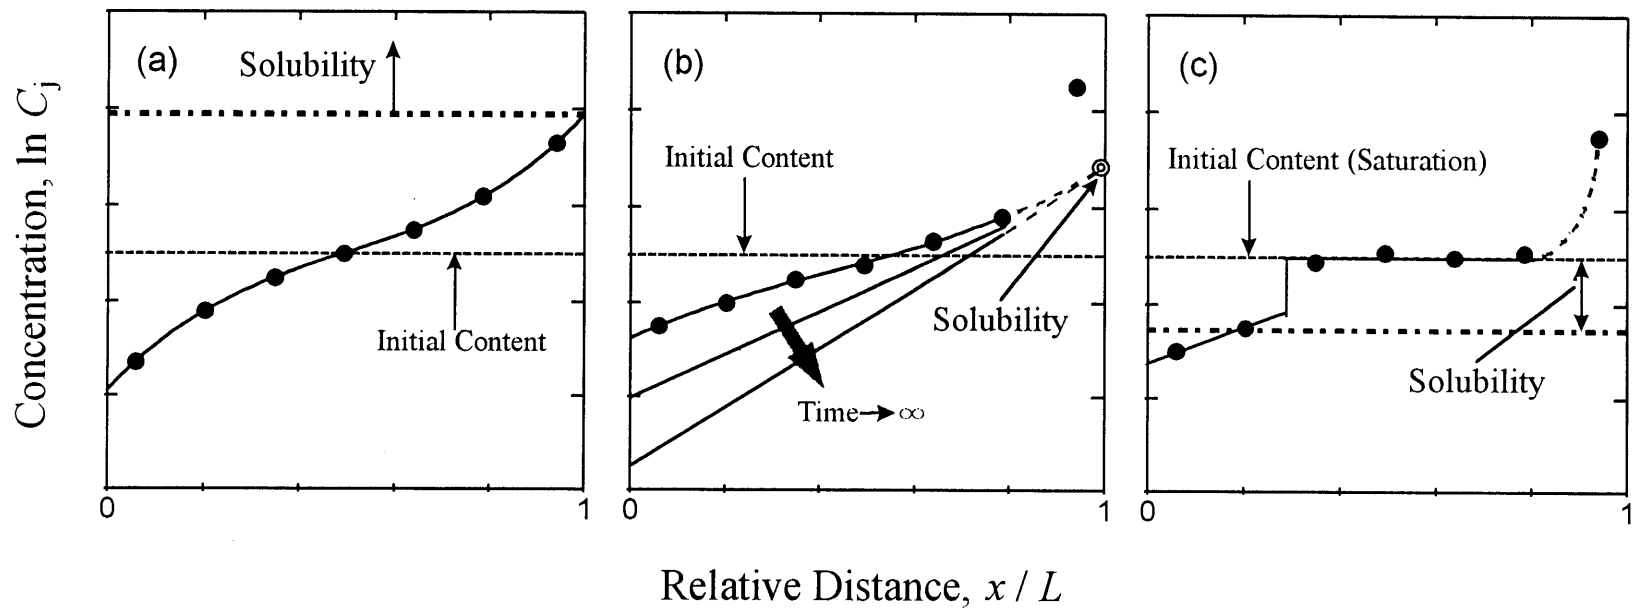 Concentration, ln Cj
(a)
Solubility
Initial Content
0
1
(b)
Initial Content
Solubility
Time→∞
0
1
(c)
Initial Content (Saturation)
Solubility
0
1
Relative Distance, x / L